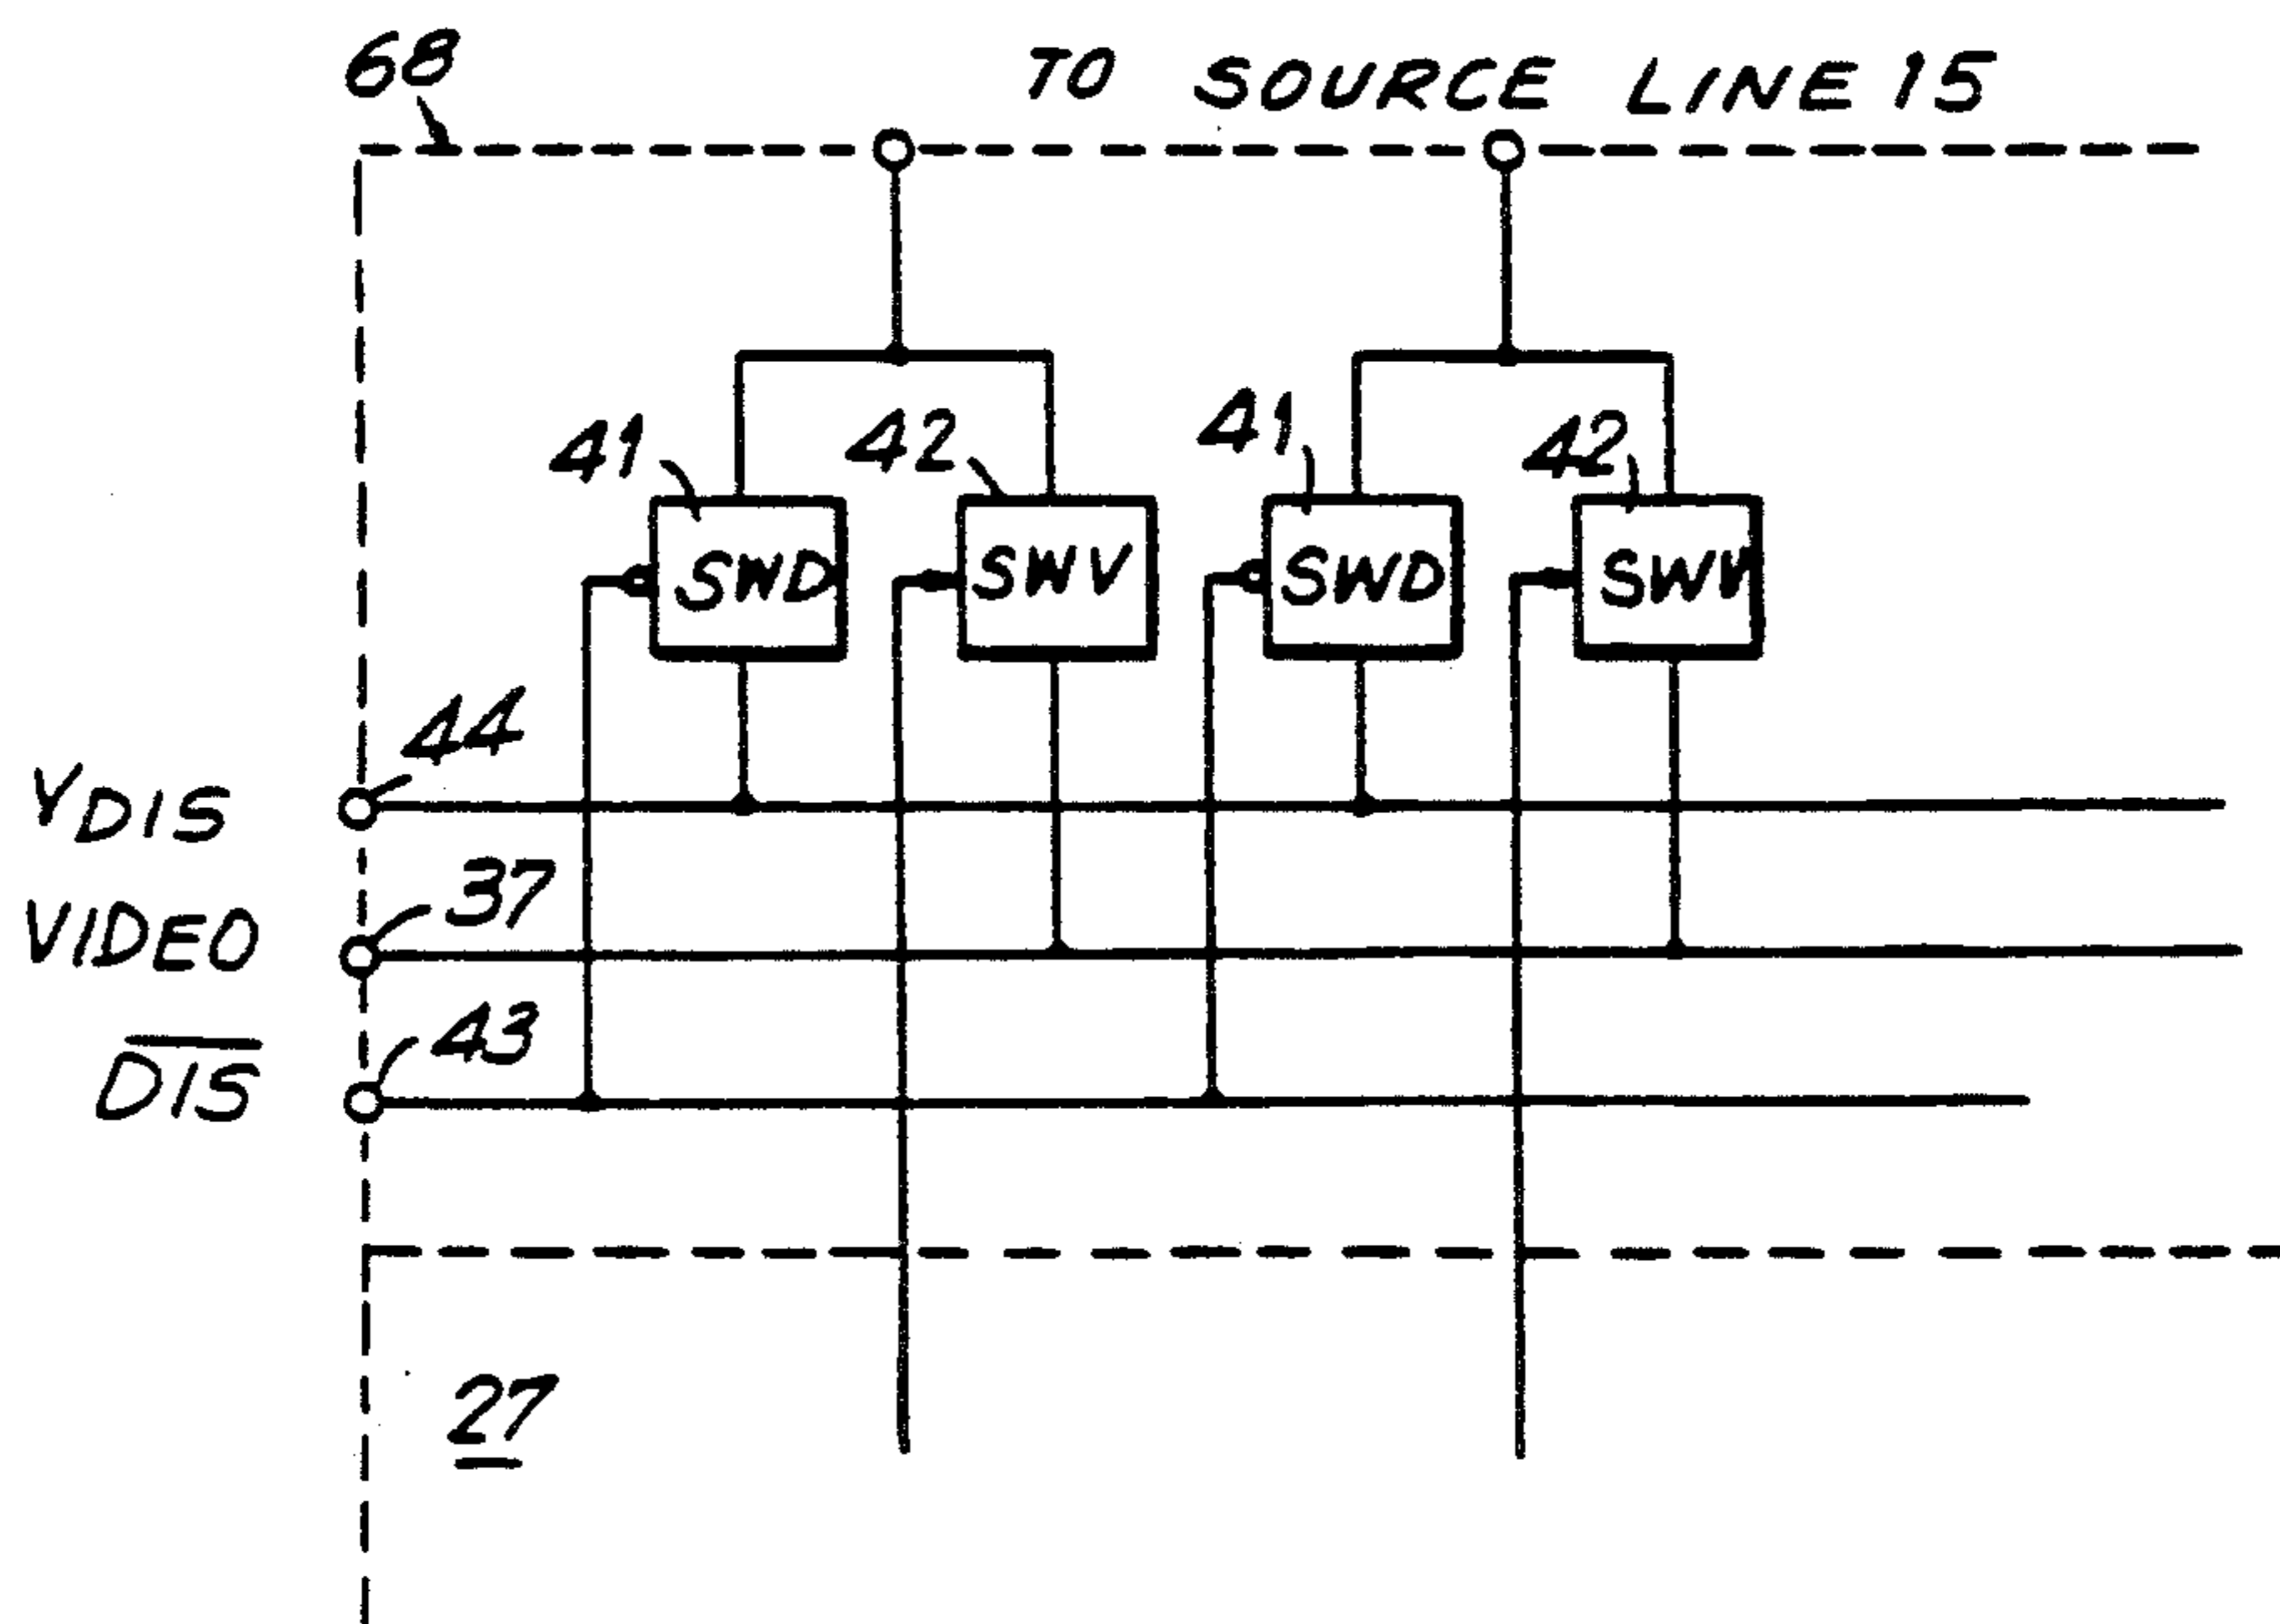 68
TO SOURCE LINE 15
41 42 41 42
SWD SWV SWD SWV
44
YDIS
37
VIDEO
43
D̅I̅S̅
27